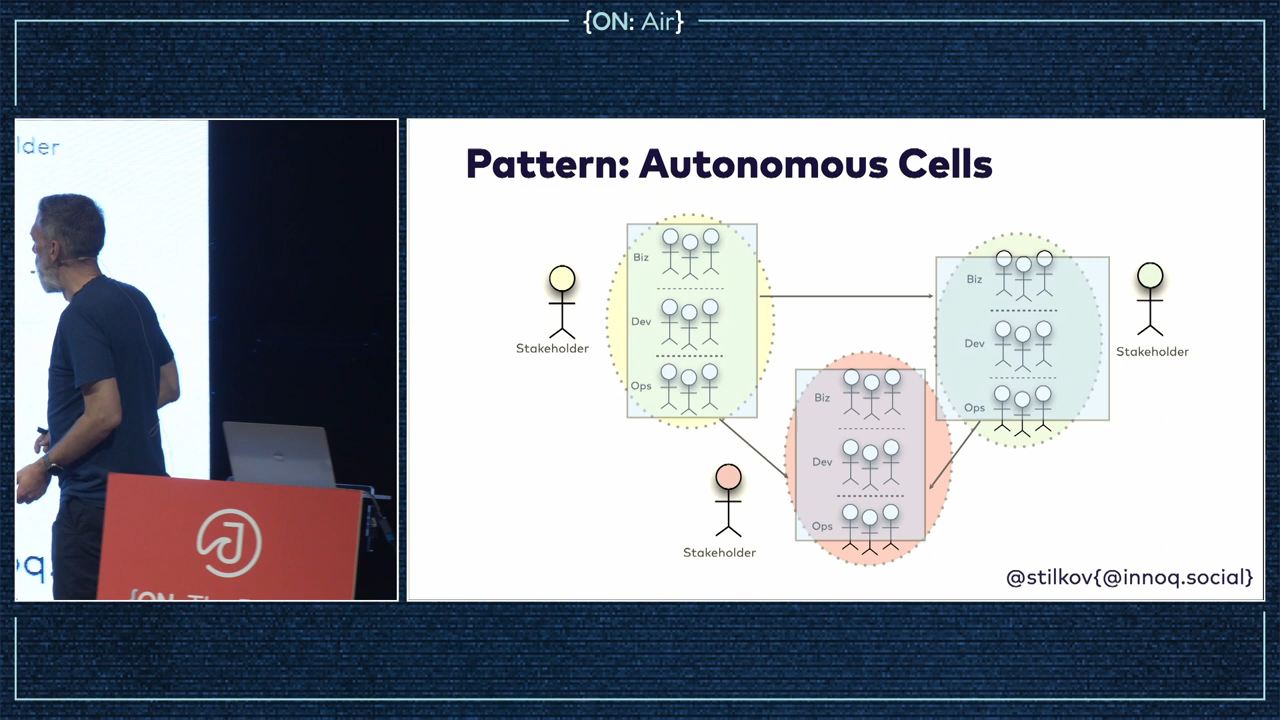 {ON: Air}
lder
Pattern: Autonomous Cells
Biz
Dev
Ops
Stakeholder
Biz
Dev
Ops
Stakeholder
Biz
Dev
Ops
Stakeholder
@stilkov{@innoq.social}